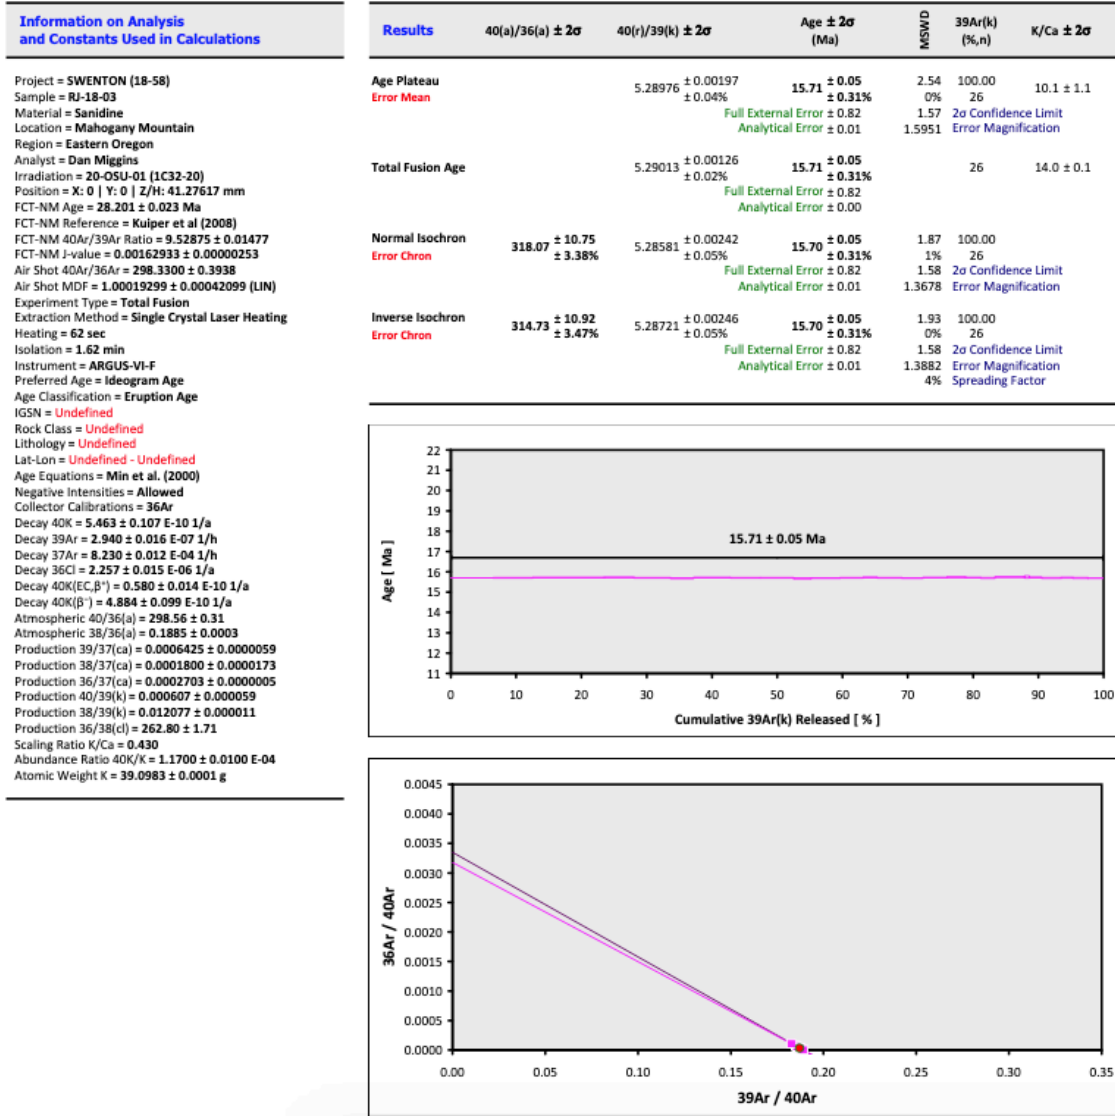 Information on Analysis
and Constants Used in Calculations
Project = SWENTON (18-58)
Sample = RJ-18-03
Material = Sanidine
Location = Mahogany Mountain
Region = Eastern Oregon
Analyst = Dan Miggins
Irradiation = 20-OSU-01 (1C32-20)
Position = X: 0 | Y: 0 | Z/H: 41.27617 mm
FCT-NM Age = 28.201 ± 0.023 Ma
FCT-NM Reference = Kuiper et al (2008)
FCT-NM 40Ar/39Ar Ratio = 9.52875 ± 0.01477
FCT-NM J-value = 0.00162933 ± 0.00000253
Air Shot 40Ar/36Ar = 298.3300 ± 0.3938
Air Shot MDF = 1.00019299 ± 0.00042099 (LIN)
Experiment Type = Total Fusion
Extraction Method = Single Crystal Laser Heating
Heating = 62 sec
Isolation = 1.62 min
Instrument = ARGUS-VI-F
Preferred Age = Ideogram Age
Age Classification = Eruption Age
IGSN = Undefined
Rock Class = Undefined
Lithology = Undefined
Lat-Lon = Undefined - Undefined
Age Equations = Min et al. (2000)
Negative Intensities = Allowed
Collector Calibrations = 36Ar
Decay 40K = 5.463 ± 0.107 E-10 1/a
Decay 39Ar = 2.940 ± 0.016 E-07 1/h
Decay 37Ar = 8.230 ± 0.012 E-04 1/h
Decay 36Cl = 2.257 ± 0.015 E-06 1/a
Decay 40K(EC,β⁺) = 0.580 ± 0.014 E-10 1/a
Decay 40K(β⁻) = 4.884 ± 0.099 E-10 1/a
Atmospheric 40/36(a) = 298.56 ± 0.31
Atmospheric 38/36(a) = 0.1885 ± 0.0003
Production 39/37(ca) = 0.0006425 ± 0.0000059
Production 38/37(ca) = 0.0001800 ± 0.0000173
Production 36/37(ca) = 0.0002703 ± 0.0000005
Production 40/39(k) = 0.000607 ± 0.000059
Production 38/39(k) = 0.012077 ± 0.000011
Production 36/38(cl) = 262.80 ± 1.71
Scaling Ratio K/Ca = 0.430
Abundance Ratio 40K/K = 1.1700 ± 0.0100 E-04
Atomic Weight K = 39.0983 ± 0.0001 g
Results 40(a)/36(a) ± 2σ 40(r)/39(k) ± 2σ Age ± 2σ (Ma) MSWD 39Ar(k) (%,n) K/Ca ± 2σ
Age Plateau 5.28976 ± 0.00197 15.71 ± 0.05 2.54 100.00 10.1 ± 1.1
Error Mean ± 0.04% ± 0.31% 0% 26
Full External Error ± 0.82 1.57 2σ Confidence Limit
Analytical Error ± 0.01 1.5951 Error Magnification
Total Fusion Age 5.29013 ± 0.00126 15.71 ± 0.05 26 14.0 ± 0.1
± 0.02% ± 0.31%
Full External Error ± 0.82
Analytical Error ± 0.00
Normal Isochron 318.07 ± 10.75 5.28581 ± 0.00242 15.70 ± 0.05 1.87 100.00
Error Chron ± 3.38% ± 0.05% ± 0.31% 1% 26
Full External Error ± 0.82 1.58 2σ Confidence Limit
Analytical Error ± 0.01 1.3678 Error Magnification
Inverse Isochron 314.73 ± 10.92 5.28721 ± 0.00246 15.70 ± 0.05 1.93 100.00
Error Chron ± 3.47% ± 0.05% ± 0.31% 0% 26
Full External Error ± 0.82 1.58 2σ Confidence Limit
Analytical Error ± 0.01 1.3882 Error Magnification
4% Spreading Factor
22
21
20
19
18
17
16
15
14
13
12
11
Age [ Ma ]
15.71 ± 0.05 Ma
0 10 20 30 40 50 60 70 80 90 100
Cumulative 39Ar(k) Released [ % ]
0.0045
0.0035
0.0030
0.0020
0.0015
0.0010
0.0005
0.0000
36Ar / 40Ar
0.00 0.05 0.10 0.15 0.20 0.25 0.30 0.35
39Ar / 40Ar